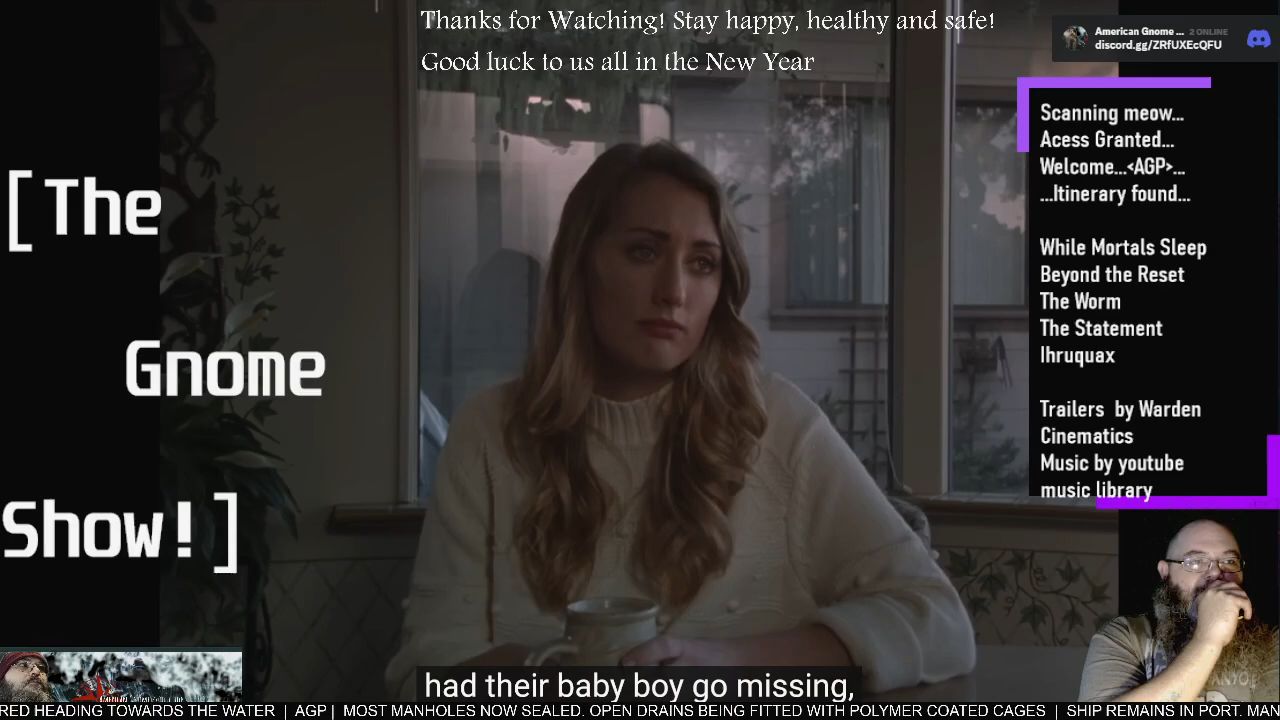 Thanks for Watching! Stay happy, healthy and safe!
Good luck to us all in the New Year
American Gnome ... 2 ONLINE
discord.gg/ZRfUXEcQFU
Scanning meow...
Acess Granted...
Welcome...<AGP>...
...Itinerary found...
While Mortals Sleep
Beyond the Reset
The Worm
The Statement
Ihruquax
Trailers by Warden
Cinematics
Music by youtube
music library
[The
Gnome
Show!]
had their baby boy go missing,
RED HEADING TOWARDS THE WATER | AGP | MOST MANHOLES NOW SEALED. OPEN DRAINS BEING FITTED WITH POLYMER COATED CAGES | SHIP REMAINS IN PORT. MAN